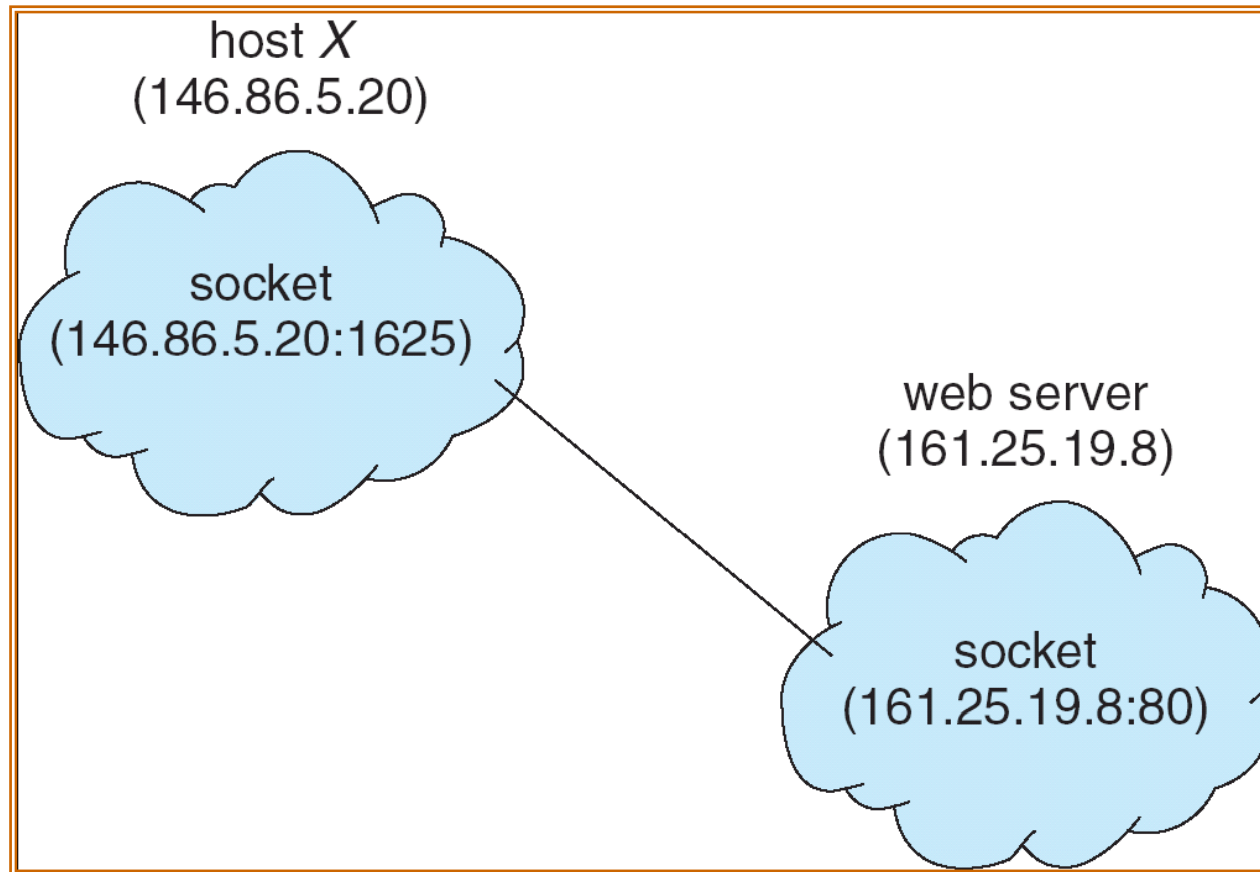 host X
(146.86.5.20)
socket
(146.86.5.20:1625)
web server
(161.25.19.8)
socket
(161.25.19.8:80)